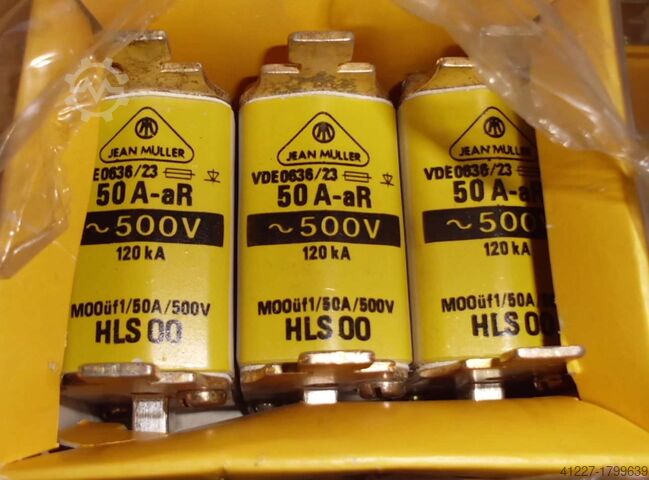 JEAN MÜLLER
E0636/23
50 A-aR
~500V
120 kA
M00üf1/50A/500V
HLS 00
JEAN MÜLLER
VDE0636/23
50 A-aR
~500V
120 kA
M00üf1/50A/500V
HLS 00
JEAN MÜLLER
VDE0636/23
50 A-aR
~500V
120 kA
M00üf1/50A/
HLS 00
41227-1799639